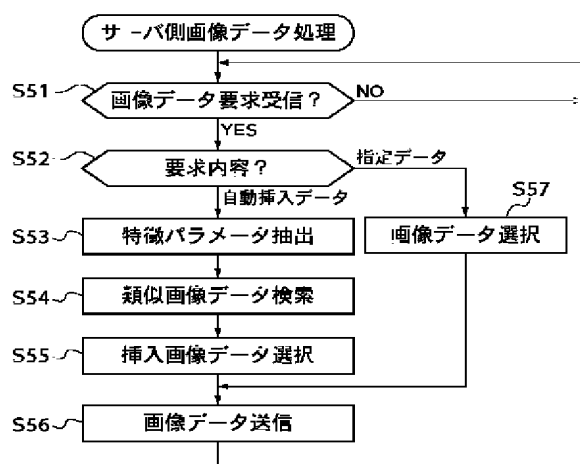 サーバ側画像データ処理
S51
画像データ要求受信？
NO
YES
S52
要求内容？
指定データ
自動挿入データ
S57
S53
特徴パラメータ抽出
画像データ選択
S54
類似画像データ検索
S55
挿入画像データ選択
S56
画像データ送信